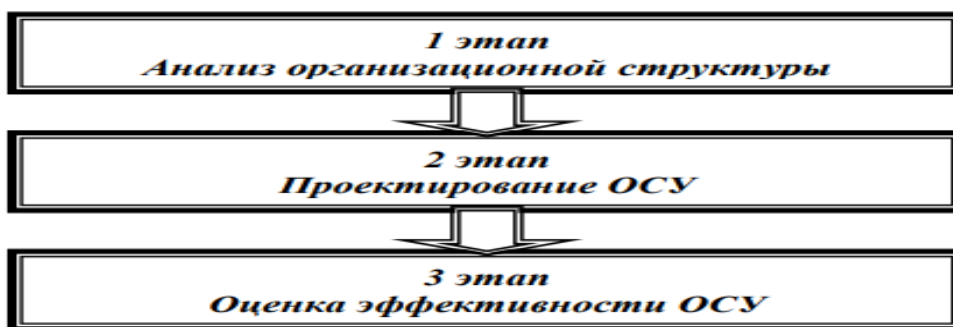 1 этап
Анализ организационной структуры
2 этап
Проектирование ОСУ
3 этап
Оценка эффективности ОСУ